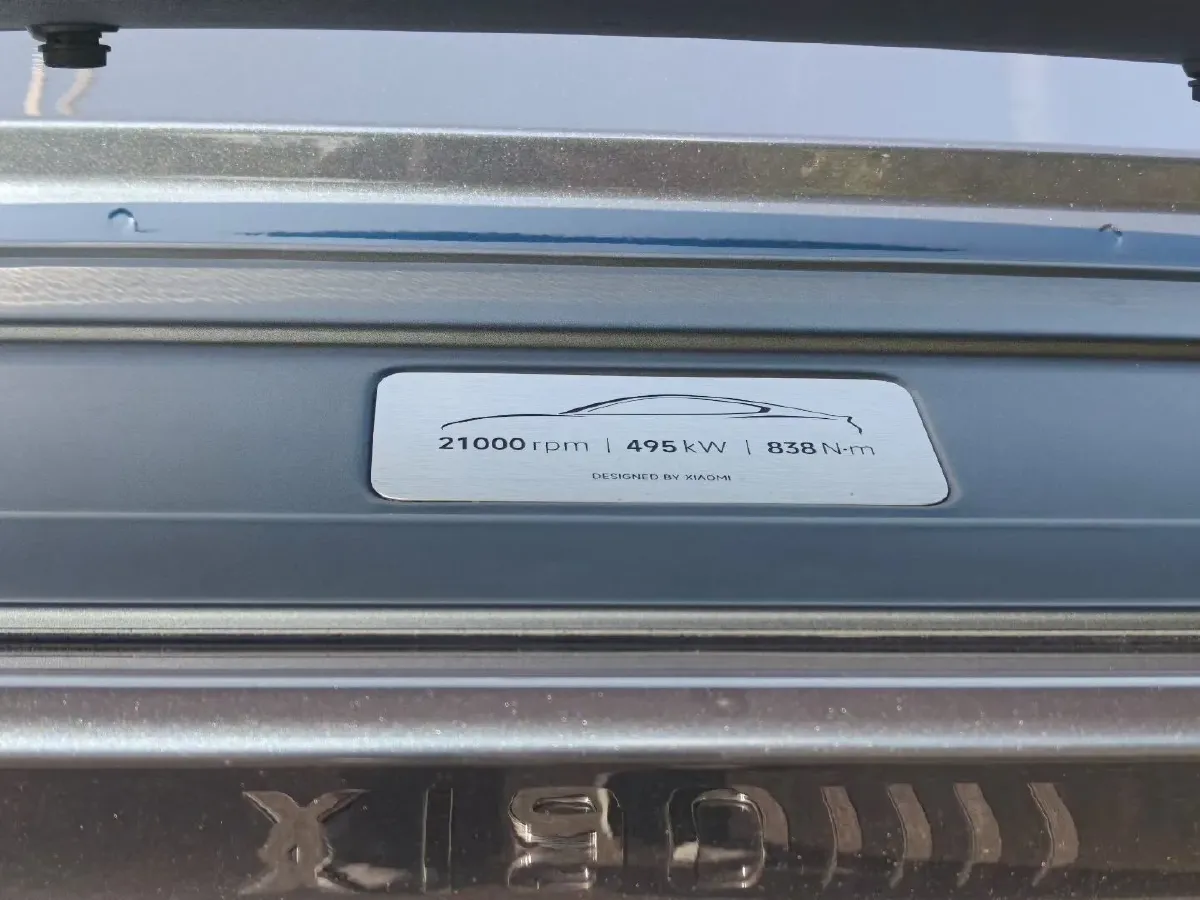 21000 rpm | 495 kW | 838 N·m
DESIGNED BY XIAOMI